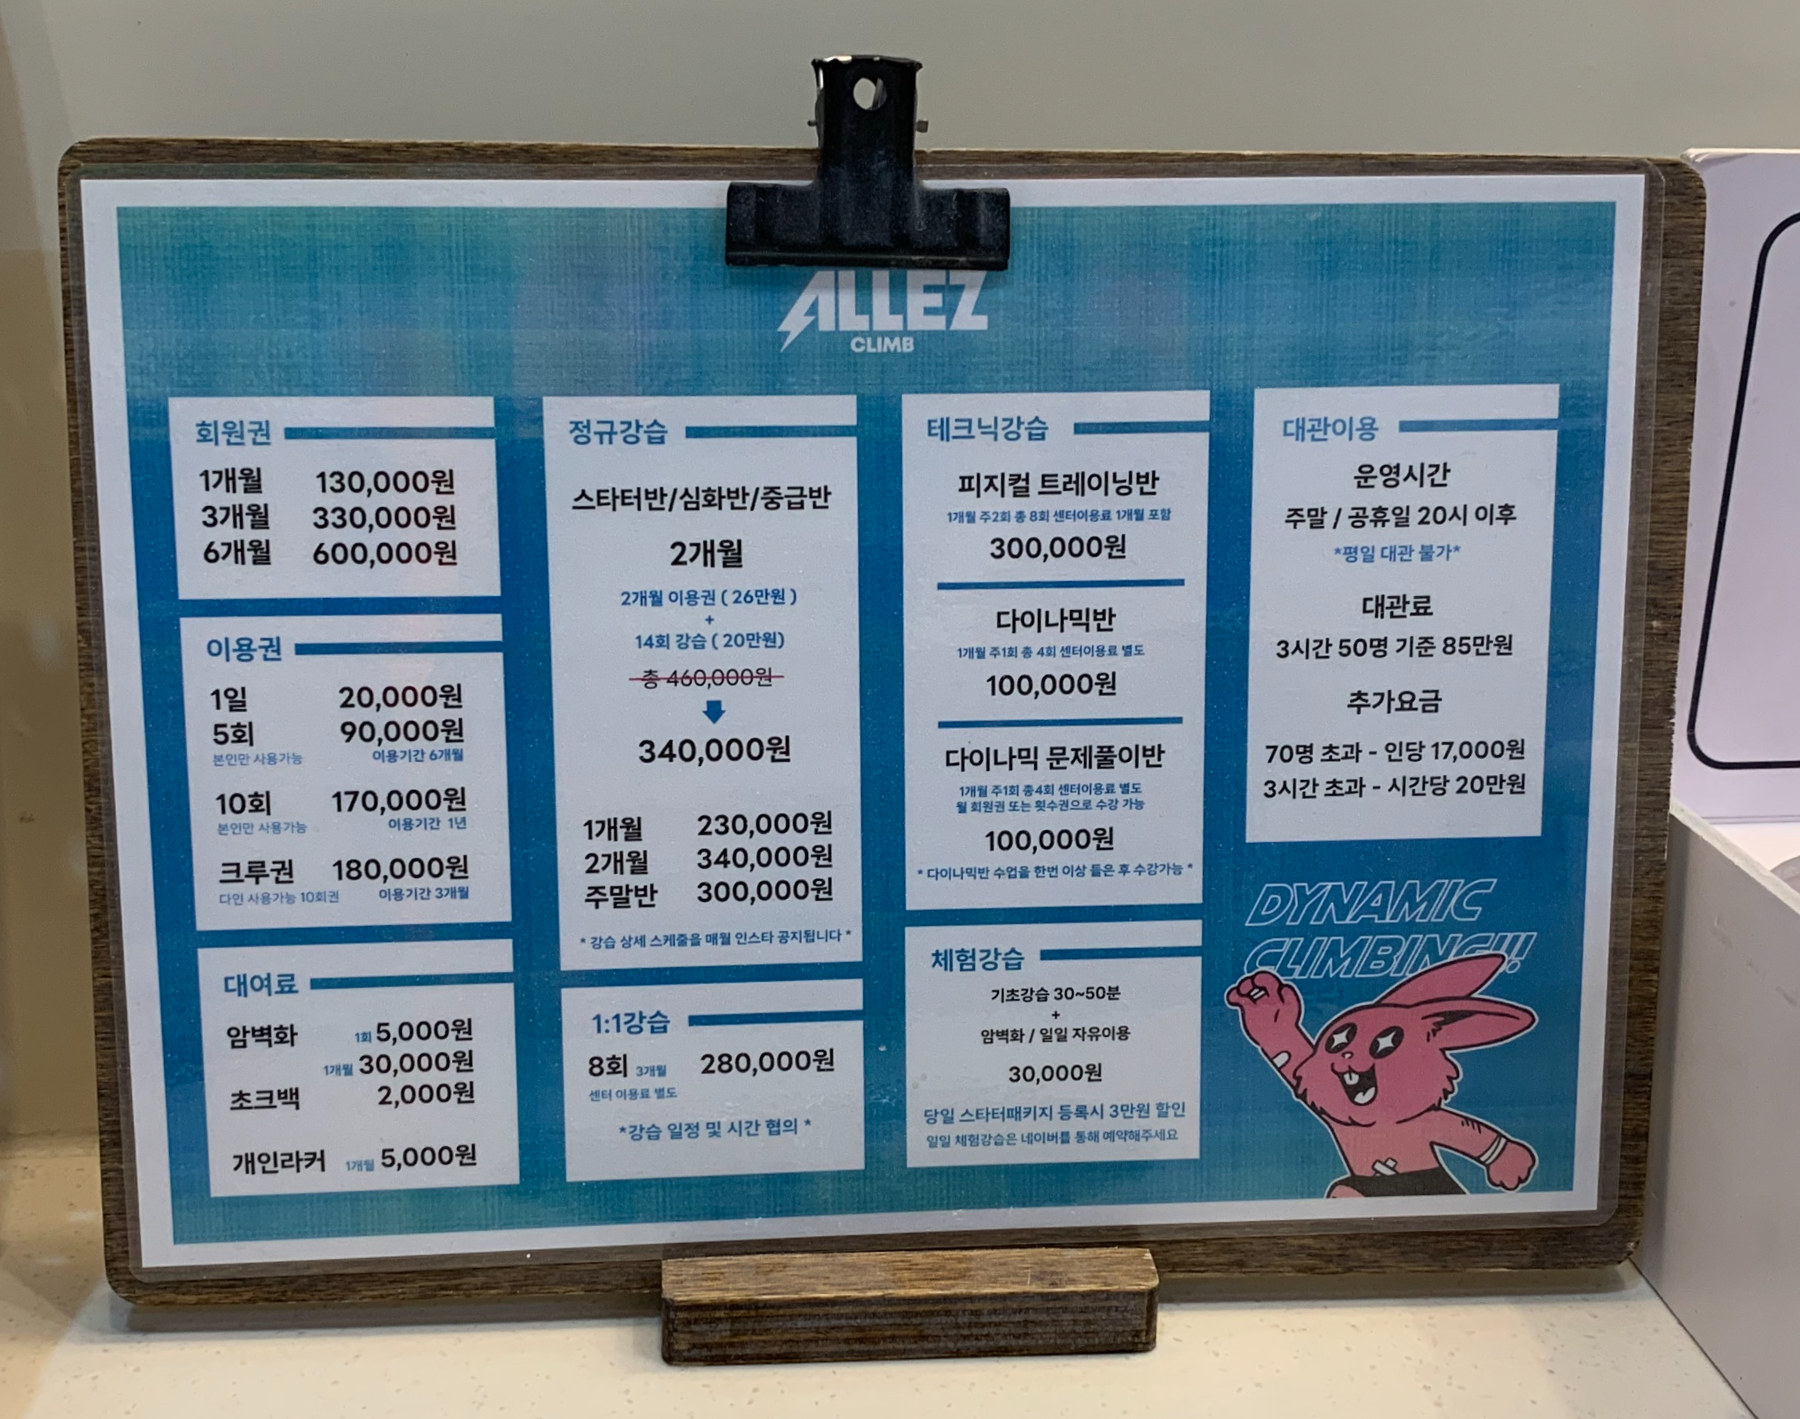 ALLEZ
CLIMB
회원권
1개월 130,000원
3개월 330,000원
6개월 600,000원
이용권
1일 20,000원
5회 90,000원
본인만 사용가능 이용기간 6개월
10회 170,000원
본인만 사용가능 이용기간 1년
크루권 180,000원
다인 사용가능 10회권 이용기간 3개월
대여료
암벽화 1회 5,000원
1개월 30,000원
초크백 2,000원
개인라커 1개월 5,000원
정규강습
스타터반/심화반/중급반
2개월
2개월 이용권 ( 26만원 )
+
14회 강습 ( 20만원)
총 460,000원
340,000원
1개월 230,000원
2개월 340,000원
주말반 300,000원
* 강습 상세 스케줄을 매월 인스타 공지됩니다 *
1:1강습
8회 3개월 280,000원
센터 이용료 별도
*강습 일정 및 시간 협의 *
테크닉강습
피지컬 트레이닝반
1개월 주2회 총 8회 센터이용료 1개월 포함
300,000원
다이나믹반
1개월 주1회 총 4회 센터이용료 별도
100,000원
다이나믹 문제풀이반
1개월 주1회 총4회 센터이용료 별도
월 회원권 또는 횟수권으로 수강 가능
100,000원
* 다이나믹반 수업을 한번 이상 들은 후 수강가능 *
체험강습
기초강습 30~50분
+
암벽화 / 일일 자유이용
30,000원
당일 스타터패키지 등록시 3만원 할인
일일 체험강습은 네이버를 통해 예약해주세요
대관이용
운영시간
주말 / 공휴일 20시 이후
*평일 대관 불가*
대관료
3시간 50명 기준 85만원
추가요금
70명 초과 - 인당 17,000원
3시간 초과 - 시간당 20만원
DYNAMIC
CLIMBING!!!